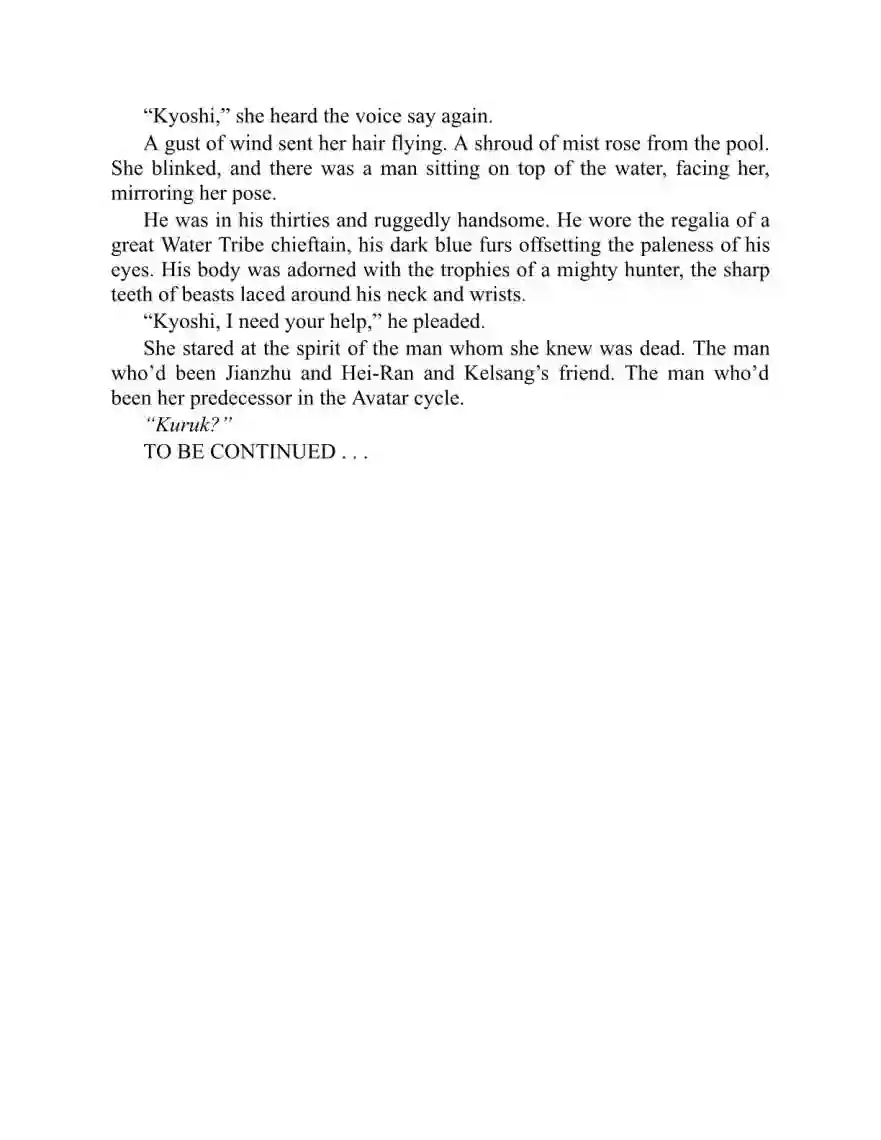 “Kyoshi,” she heard the voice say again.
A gust of wind sent her hair flying. A shroud of mist rose from the pool.
She blinked, and there was a man sitting on top of the water, facing her,
mirroring her pose.
He was in his thirties and ruggedly handsome. He wore the regalia of a
great Water Tribe chieftain, his dark blue furs offsetting the paleness of his
eyes. His body was adorned with the trophies of a mighty hunter, the sharp
teeth of beasts laced around his neck and wrists.
“Kyoshi, I need your help,” he pleaded.
She stared at the spirit of the man whom she knew was dead. The man
who’d been Jianzhu and Hei-Ran and Kelsang’s friend. The man who’d
been her predecessor in the Avatar cycle.
“Kuruk?”
TO BE CONTINUED . . .